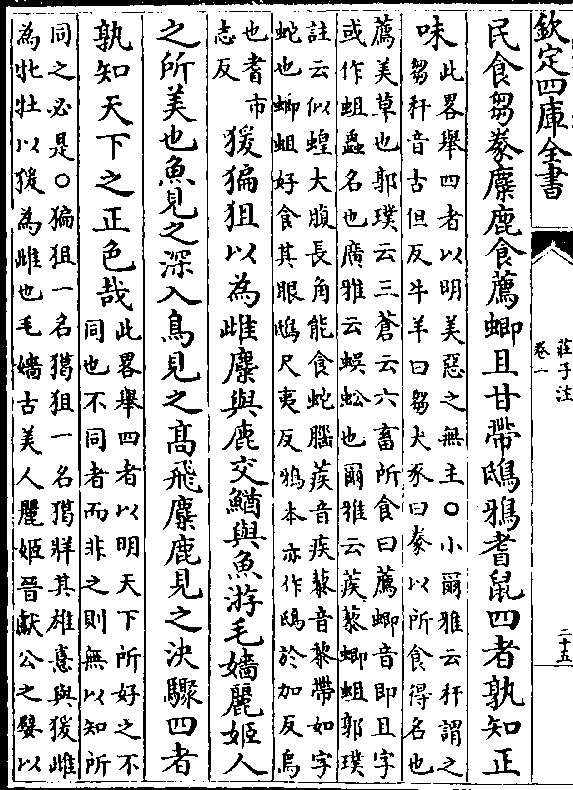 欽定四庫全書
莊子注
卷一
二十五
民食芻豢麋鹿食薦蝍且甘帶鴟鴉耆鼠四者孰知正
味
此畧舉四者以明美惡之無主○小爾雅云秆謂之
芻秆音古但反牛羊曰芻犬豕曰豢以所食得名也
薦美草也郭璞云三蒼云六畜所食曰薦蝍音即且字
或作蛆蟲名也廣雅云蜈蚣也爾雅云蒺藜蝍蛆郭璞
註云似蝗大腹長角能食蛇腦蒺音疾藜音黎帶如字
蛇也蝍蛆好食其眼鴟尺夷反鴉本亦作鵶於加反烏
也耆市
志反
猨猵狙以為雌麋與鹿交鰌與魚游毛嬙麗姬人
之所美也魚見之深入鳥見之高飛麋鹿見之決驟四者
孰知天下之正色哉
此畧舉四者以明天下所好之不
同也不同者而非之則無以知所
同之必是○猵狙一名獦狙一名獦牂其雄憙與猨雌
為牝牡以猨為雌也毛嬙古美人麗姬晉獻公之嬖以